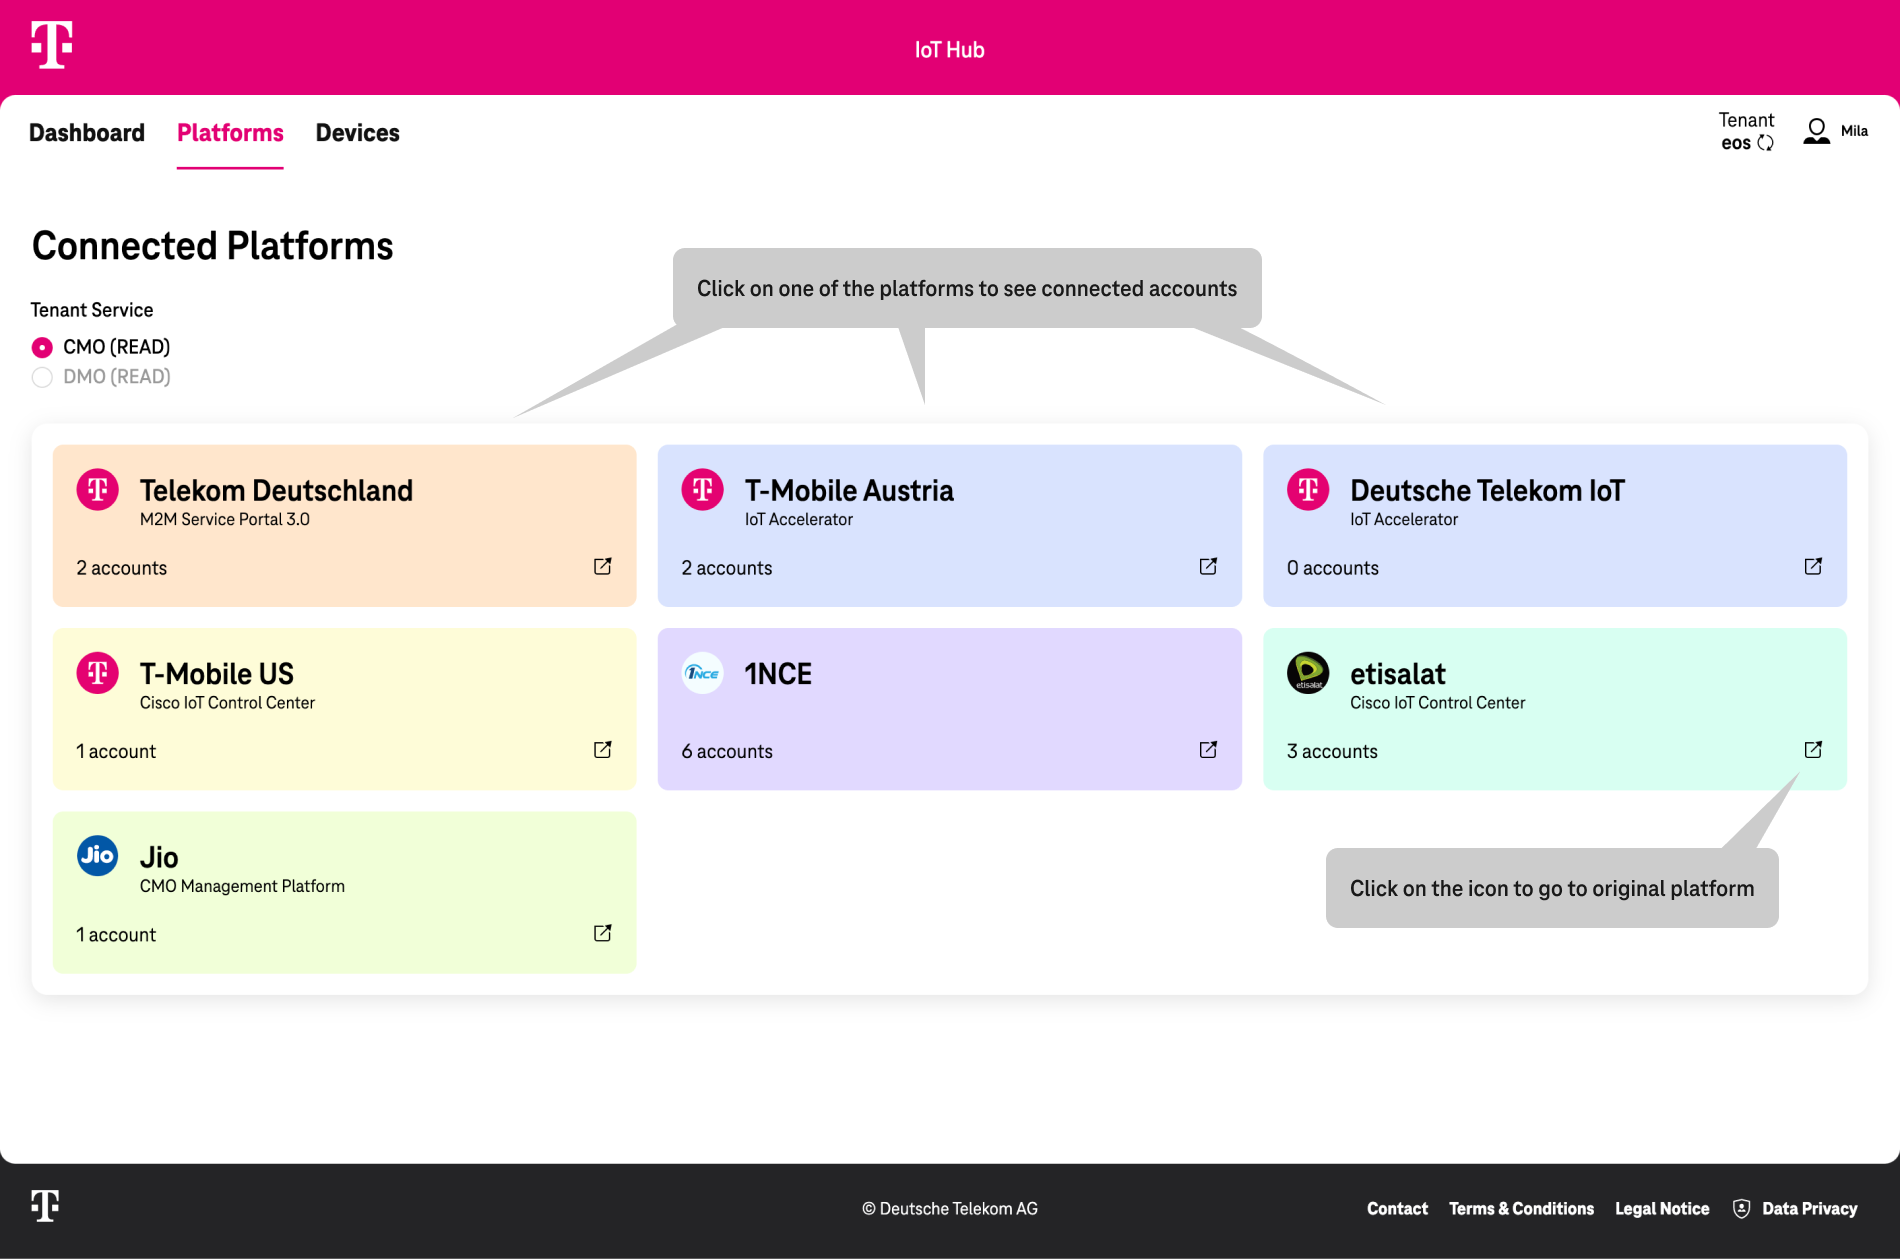 IoT Hub
Dashboard Platforms Devices
Tenant
eos
Mila
Connected Platforms
Click on one of the platforms to see connected accounts
Tenant Service
CMO (READ)
DMO (READ)
Telekom Deutschland
M2M Service Portal 3.0
2 accounts
T-Mobile Austria
IoT Accelerator
2 accounts
Deutsche Telekom IoT
IoT Accelerator
0 accounts
T-Mobile US
Cisco IoT Control Center
1 account
1NCE
1NCE
6 accounts
etisalat
etisalat
Cisco IoT Control Center
3 accounts
Jio
Jio
CMO Management Platform
1 account
Click on the icon to go to original platform
© Deutsche Telekom AG
Contact Terms & Conditions Legal Notice Data Privacy